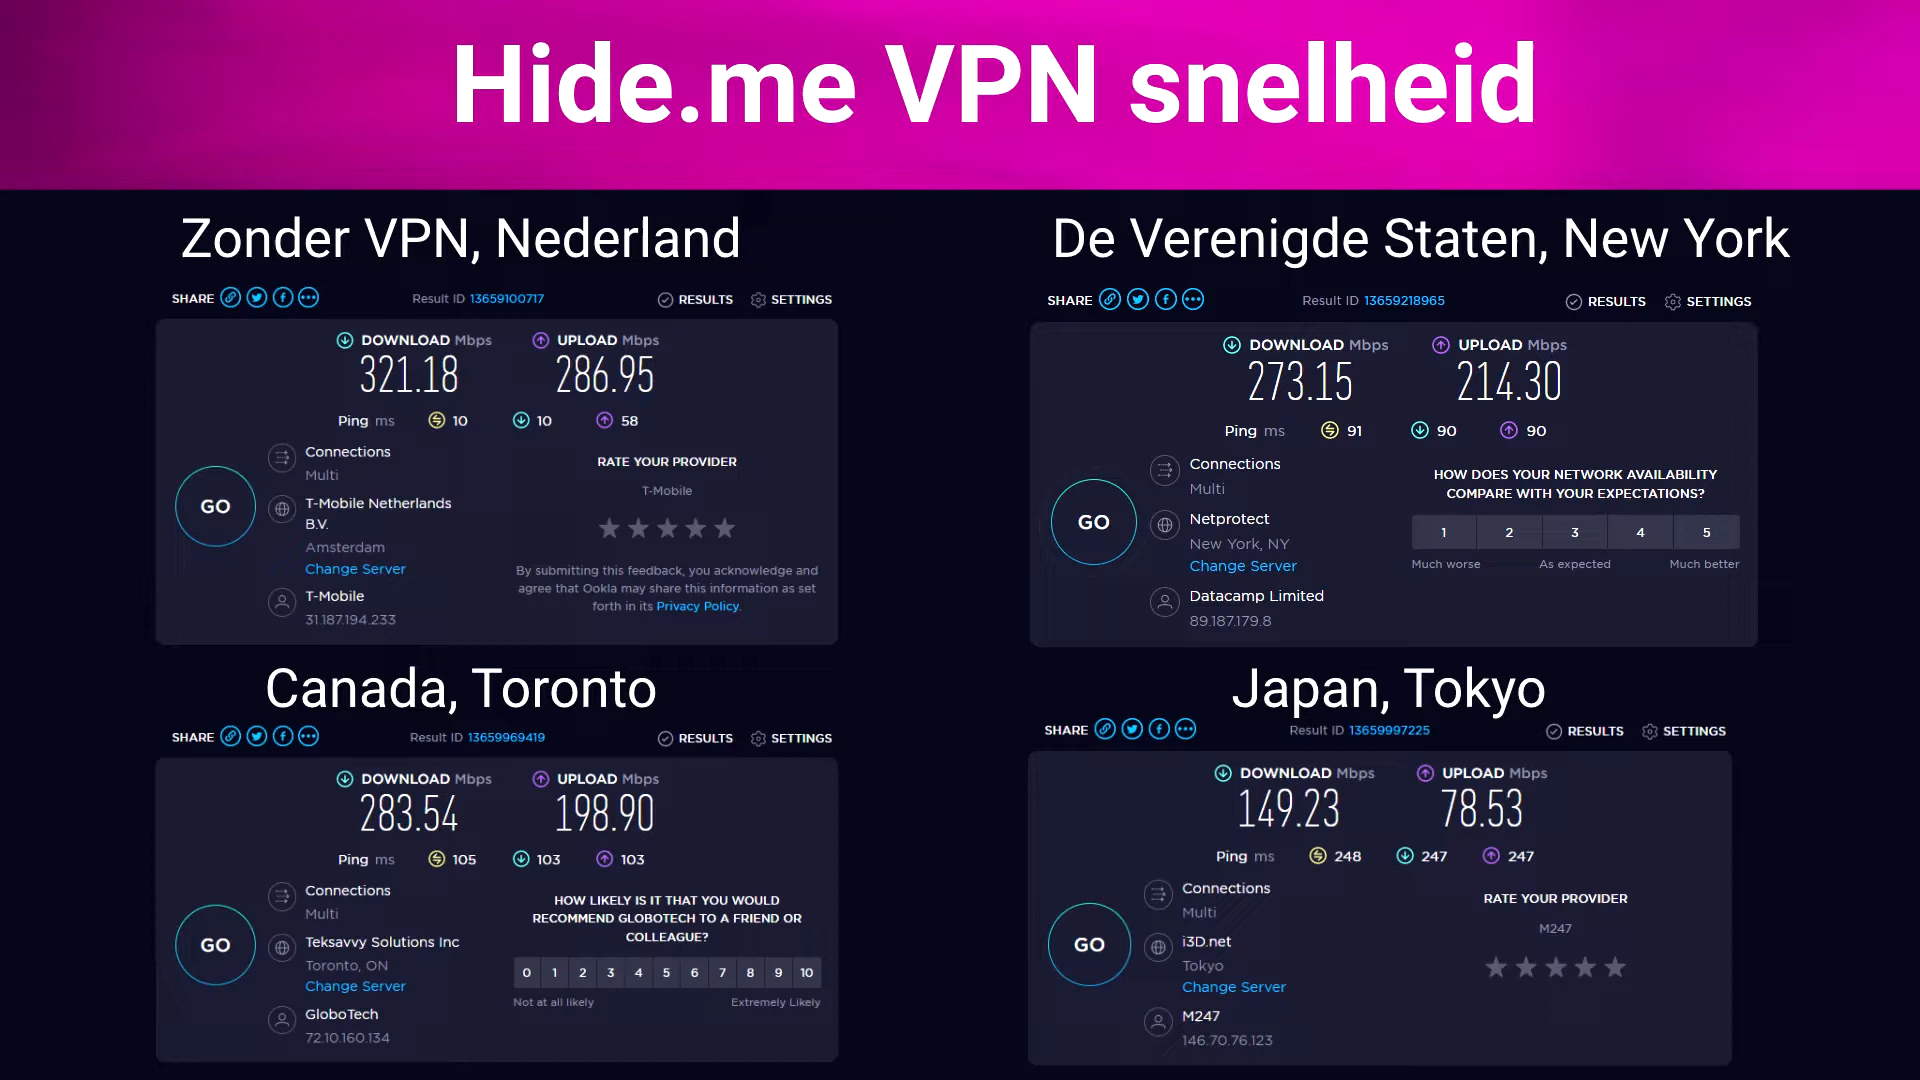 Hide.me VPN snelheid
Zonder VPN, Nederland
SHARE Result ID 13659100717 RESULTS SETTINGS
DOWNLOAD Mbps UPLOAD Mbps
321.18 286.95
Ping ms 10 10 58
Connections
Multi
T-Mobile Netherlands
B.V.
Amsterdam
Change Server
T-Mobile
31.187.194.233
GO
RATE YOUR PROVIDER
T-Mobile
By submitting this feedback, you acknowledge and
agree that Ookla may share this information as set
forth in its Privacy Policy.
De Verenigde Staten, New York
SHARE Result ID 13659218965 RESULTS SETTINGS
DOWNLOAD Mbps UPLOAD Mbps
273.15 214.30
Ping ms 91 90 90
Connections
Multi
Netprotect
New York, NY
Change Server
Datacamp Limited
89.187.179.8
GO
HOW DOES YOUR NETWORK AVAILABILITY
COMPARE WITH YOUR EXPECTATIONS?
1 2 3 4 5
Much worse As expected Much better
Canada, Toronto
SHARE Result ID 13659969419 RESULTS SETTINGS
DOWNLOAD Mbps UPLOAD Mbps
283.54 198.90
Ping ms 105 103 103
Connections
Multi
Teksavvy Solutions Inc
Toronto, ON
Change Server
GloboTech
72.10.160.134
GO
HOW LIKELY IS IT THAT YOU WOULD
RECOMMEND GLOBOTECH TO A FRIEND OR
COLLEAGUE?
0 1 2 3 4 5 6 7 8 9 10
Not at all likely Extremely Likely
Japan, Tokyo
SHARE Result ID 13659997225 RESULTS SETTINGS
DOWNLOAD Mbps UPLOAD Mbps
149.23 78.53
Ping ms 248 247 247
Connections
Multi
i3D.net
Tokyo
Change Server
M247
146.70.76.123
GO
RATE YOUR PROVIDER
M247